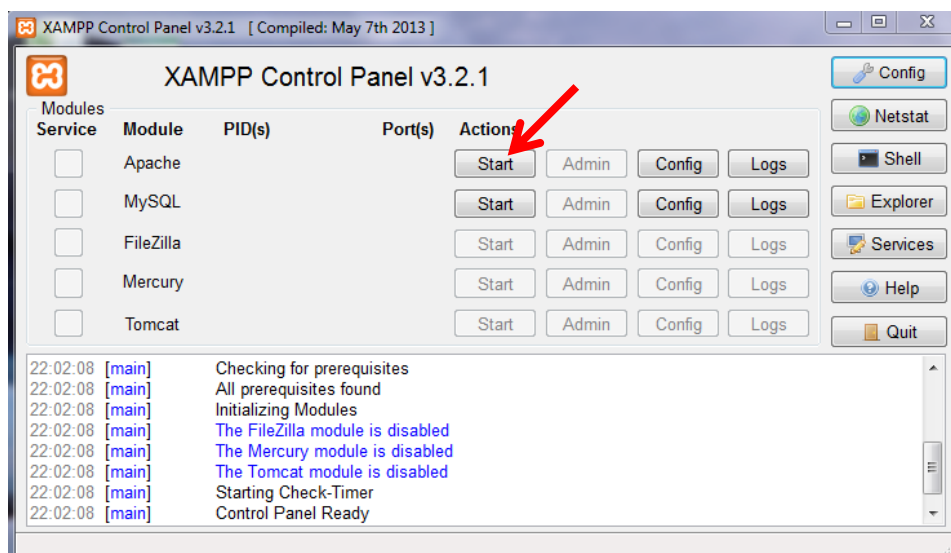 XAMPP Control Panel v3.2.1 [ Compiled: May 7th 2013 ]
XAMPP Control Panel v3.2.1
Config
Modules
Service Module PID(s) Port(s) Actions
Netstat
Apache Start Admin Config Logs
Shell
MySQL Start Admin Config Logs
Explorer
FileZilla Start Admin Config Logs
Services
Mercury Start Admin Config Logs
Help
Tomcat Start Admin Config Logs
Quit
22:02:08 [main] Checking for prerequisites
22:02:08 [main] All prerequisites found
22:02:08 [main] Initializing Modules
22:02:08 [main] The FileZilla module is disabled
22:02:08 [main] The Mercury module is disabled
22:02:08 [main] The Tomcat module is disabled
22:02:08 [main] Starting Check-Timer
22:02:08 [main] Control Panel Ready